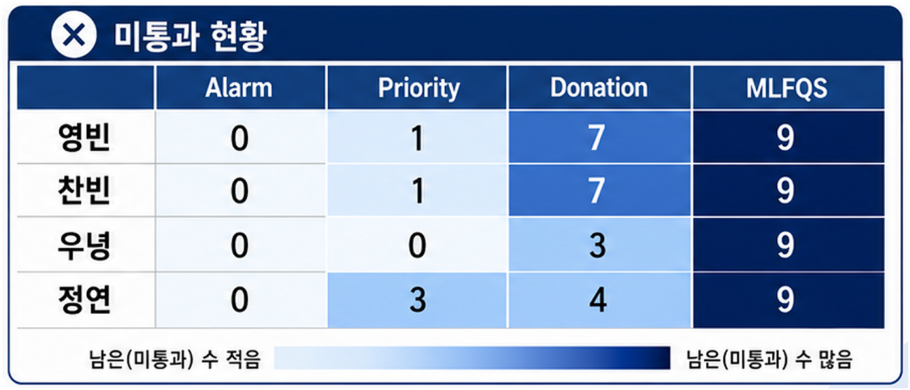 미통과 현황
Alarm Priority Donation MLFQS
영빈 0 1 7 9
찬빈 0 1 7 9
우녕 0 0 3 9
정연 0 3 4 9
남은(미통과) 수 적음 남은(미통과) 수 많음